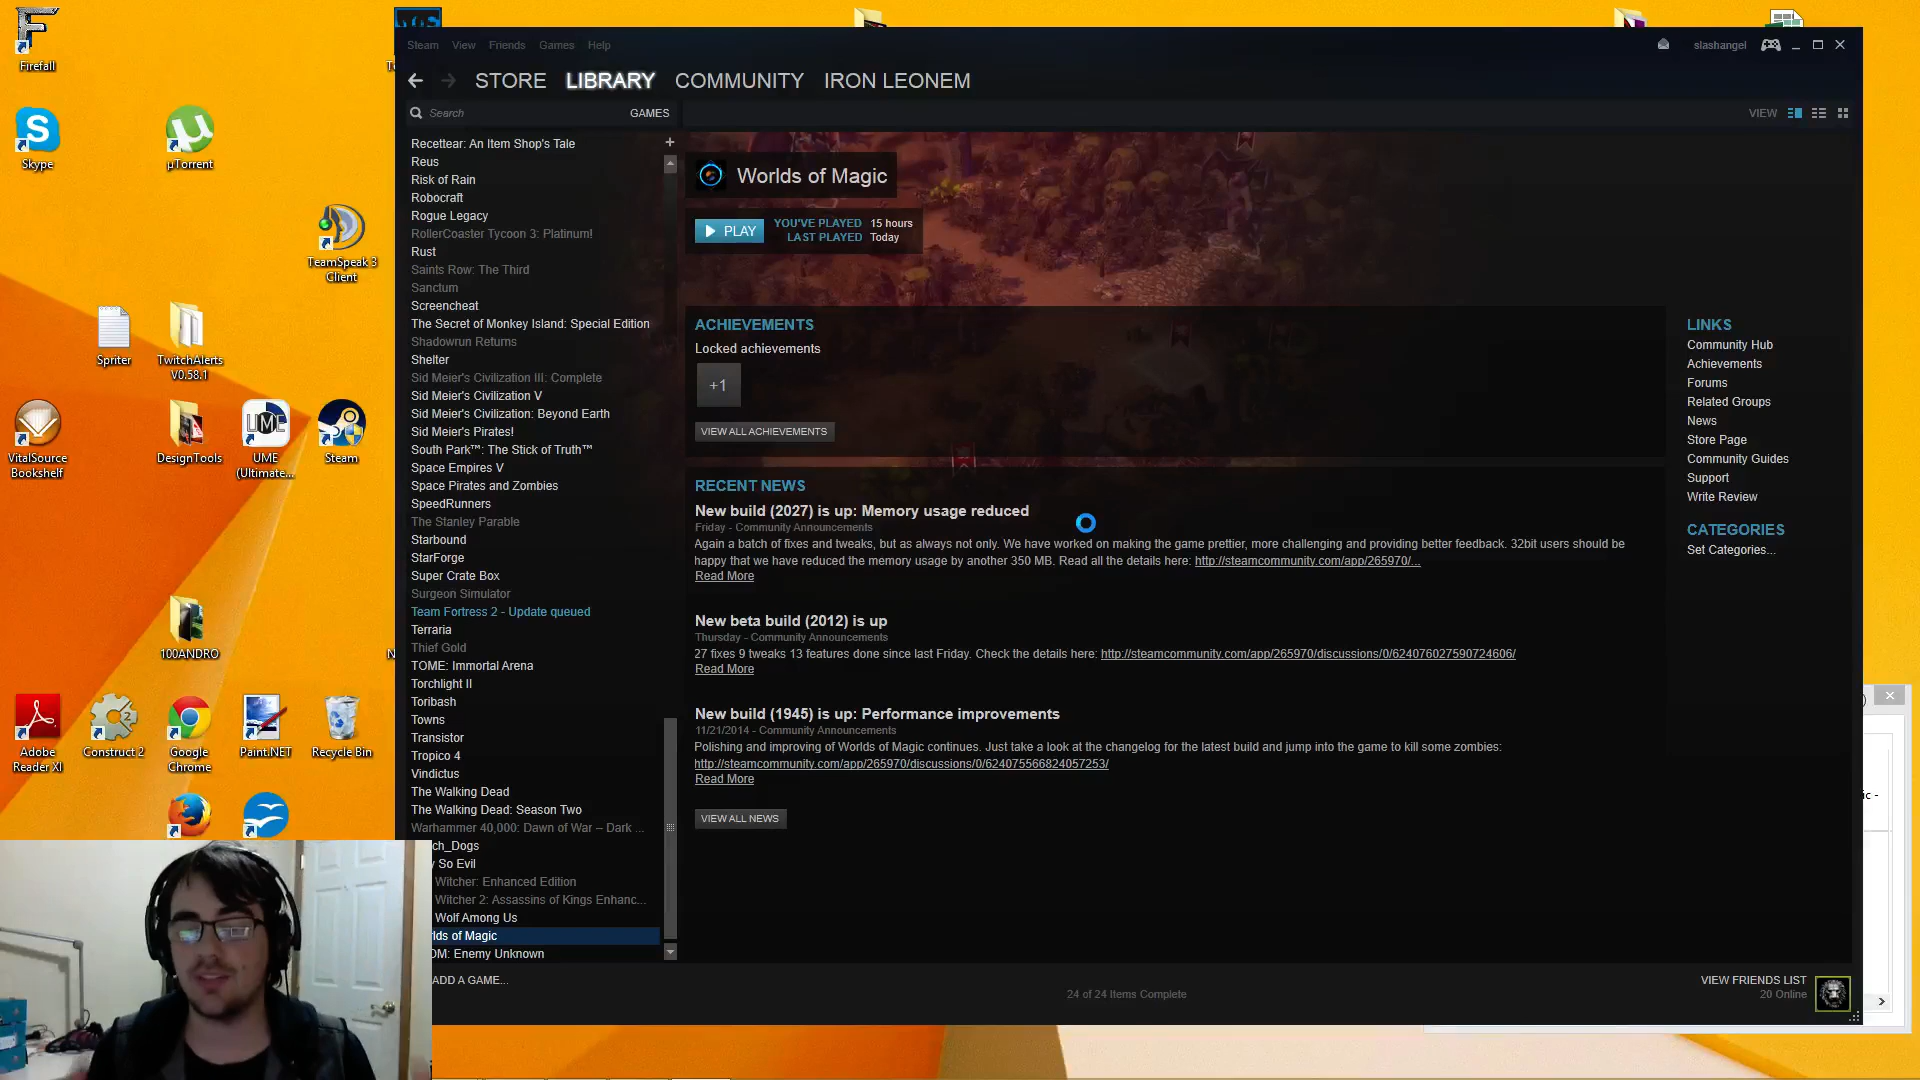 Firefall
Skype
µTorrent
TeamSpeak 3
Client
Spriter
TwitchAlerts
V0.58.1
VitalSource
Bookshelf
DesignTools
UME
UME
(Ultimate...
Steam
100ANDRO
Adobe
Reader XI
Construct 2
Google
Chrome
Paint.NET
Recycle Bin
Steam View Friends Games Help
slashangel
STORE LIBRARY COMMUNITY IRON LEONEM
Search GAMES
VIEW
Recettear: An Item Shop's Tale
Reus
Risk of Rain
Robocraft
Rogue Legacy
RollerCoaster Tycoon 3: Platinum!
Rust
Saints Row: The Third
Sanctum
Screencheat
The Secret of Monkey Island: Special Edition
Shadowrun Returns
Shelter
Sid Meier's Civilization III: Complete
Sid Meier's Civilization V
Sid Meier's Civilization: Beyond Earth
Sid Meier's Pirates!
South Park™: The Stick of Truth™
Space Empires V
Space Pirates and Zombies
SpeedRunners
The Stanley Parable
Starbound
StarForge
Super Crate Box
Surgeon Simulator
Team Fortress 2 - Update queued
Terraria
Thief Gold
TOME: Immortal Arena
Torchlight II
Toribash
Towns
Transistor
Tropico 4
Vindictus
The Walking Dead
The Walking Dead: Season Two
Warhammer 40,000: Dawn of War – Dark ...
ch_Dogs
y So Evil
Witcher: Enhanced Edition
Witcher 2: Assassins of Kings Enhanc...
Wolf Among Us
lds of Magic
OM: Enemy Unknown
ADD A GAME...
Worlds of Magic
PLAY
YOU'VE PLAYED 15 hours
LAST PLAYED Today
ACHIEVEMENTS
Locked achievements
+1
VIEW ALL ACHIEVEMENTS
RECENT NEWS
New build (2027) is up: Memory usage reduced
Friday - Community Announcements
Again a batch of fixes and tweaks, but as always not only. We have worked on making the game prettier, more challenging and providing better feedback. 32bit users should be
happy that we have reduced the memory usage by another 350 MB. Read all the details here: http://steamcommunity.com/app/265970/...
Read More
New beta build (2012) is up
Thursday - Community Announcements
27 fixes 9 tweaks 13 features done since last Friday. Check the details here: http://steamcommunity.com/app/265970/discussions/0/624076027590724606/
Read More
New build (1945) is up: Performance improvements
11/21/2014 - Community Announcements
Polishing and improving of Worlds of Magic continues. Just take a look at the changelog for the latest build and jump into the game to kill some zombies:
http://steamcommunity.com/app/265970/discussions/0/624075566824057253/
Read More
VIEW ALL NEWS
LINKS
Community Hub
Achievements
Forums
Related Groups
News
Store Page
Community Guides
Support
Write Review
CATEGORIES
Set Categories...
24 of 24 Items Complete
VIEW FRIENDS LIST
20 Online
ic -